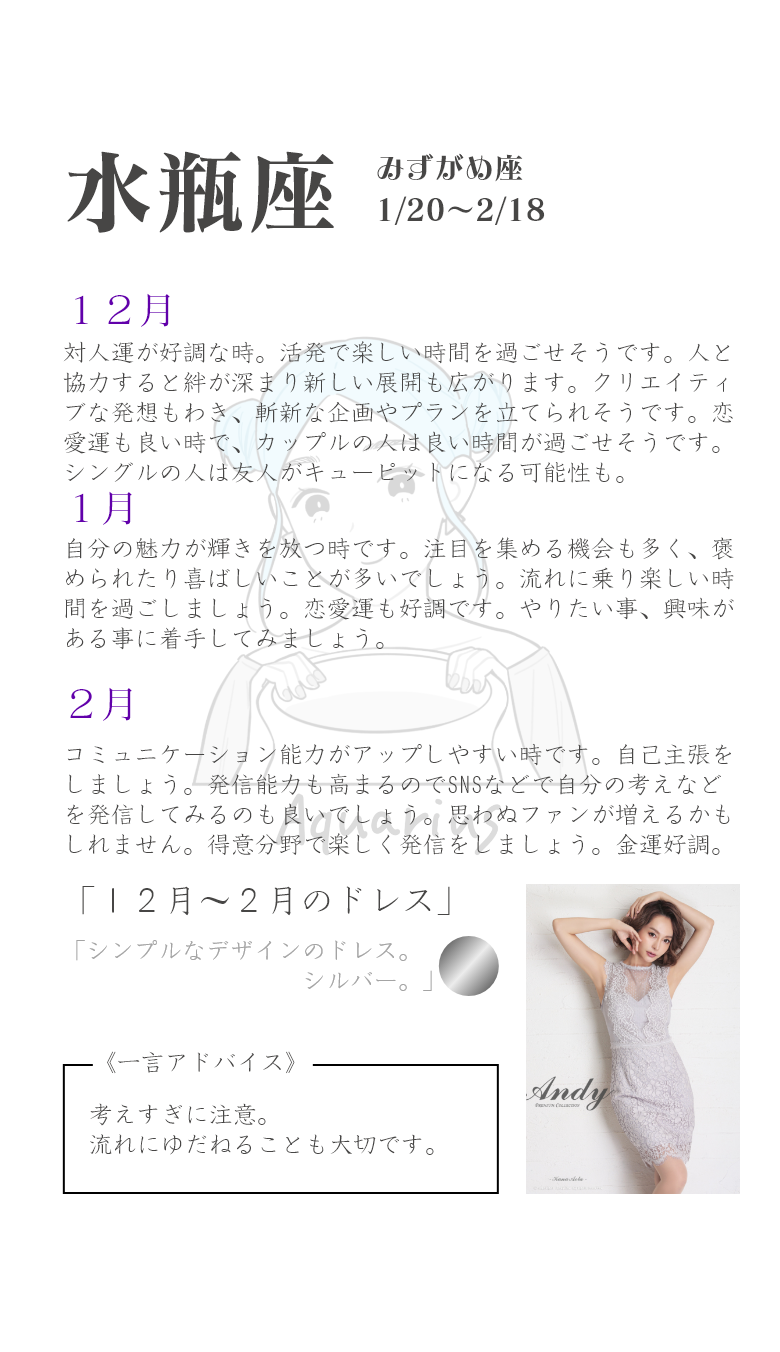 水瓶座
みずがめ座
1/20〜2/18
１２月
対人運が好調な時。活発で楽しい時間を過ごせそうです。人と
協力すると絆が深まり新しい展開も広がります。クリエイティ
ブな発想もわき、斬新な企画やプランを立てられそうです。恋
愛運も良い時で、カップルの人は良い時間が過ごせそうです。
シングルの人は友人がキューピットになる可能性も。
１月
自分の魅力が輝きを放つ時です。注目を集める機会も多く、褒
められたり喜ばしいことが多いでしょう。流れに乗り楽しい時
間を過ごしましょう。恋愛運も好調です。やりたい事、興味が
ある事に着手してみましょう。
２月
コミュニケーション能力がアップしやすい時です。自己主張を
しましょう。発信能力も高まるのでSNSなどで自分の考えなど
を発信してみるのも良いでしょう。思わぬファンが増えるかも
しれません。得意分野で楽しく発信をしましょう。金運好調。
Aquarius
「１２月〜２月のドレス」
「シンプルなデザインのドレス。
シルバー。」
Andy
《一言アドバイス》
考えすぎに注意。
流れにゆだねることも大切です。